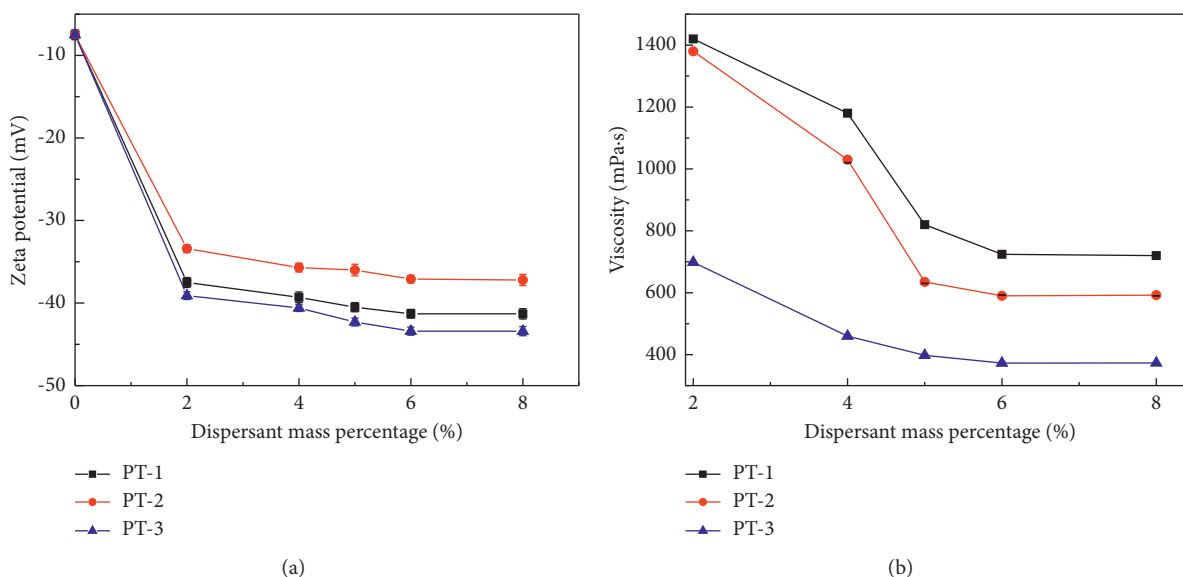 -10
-20
-30
-40
-50
Zeta potential (mV)
0 2 4 6 8
Dispersant mass percentage (%)
PT-1
PT-2
PT-3
(a)
1400
1200
1000
800
600
400
Viscosity (mPa·s)
2 4 6 8
Dispersant mass percentage (%)
PT-1
PT-2
PT-3
(b)